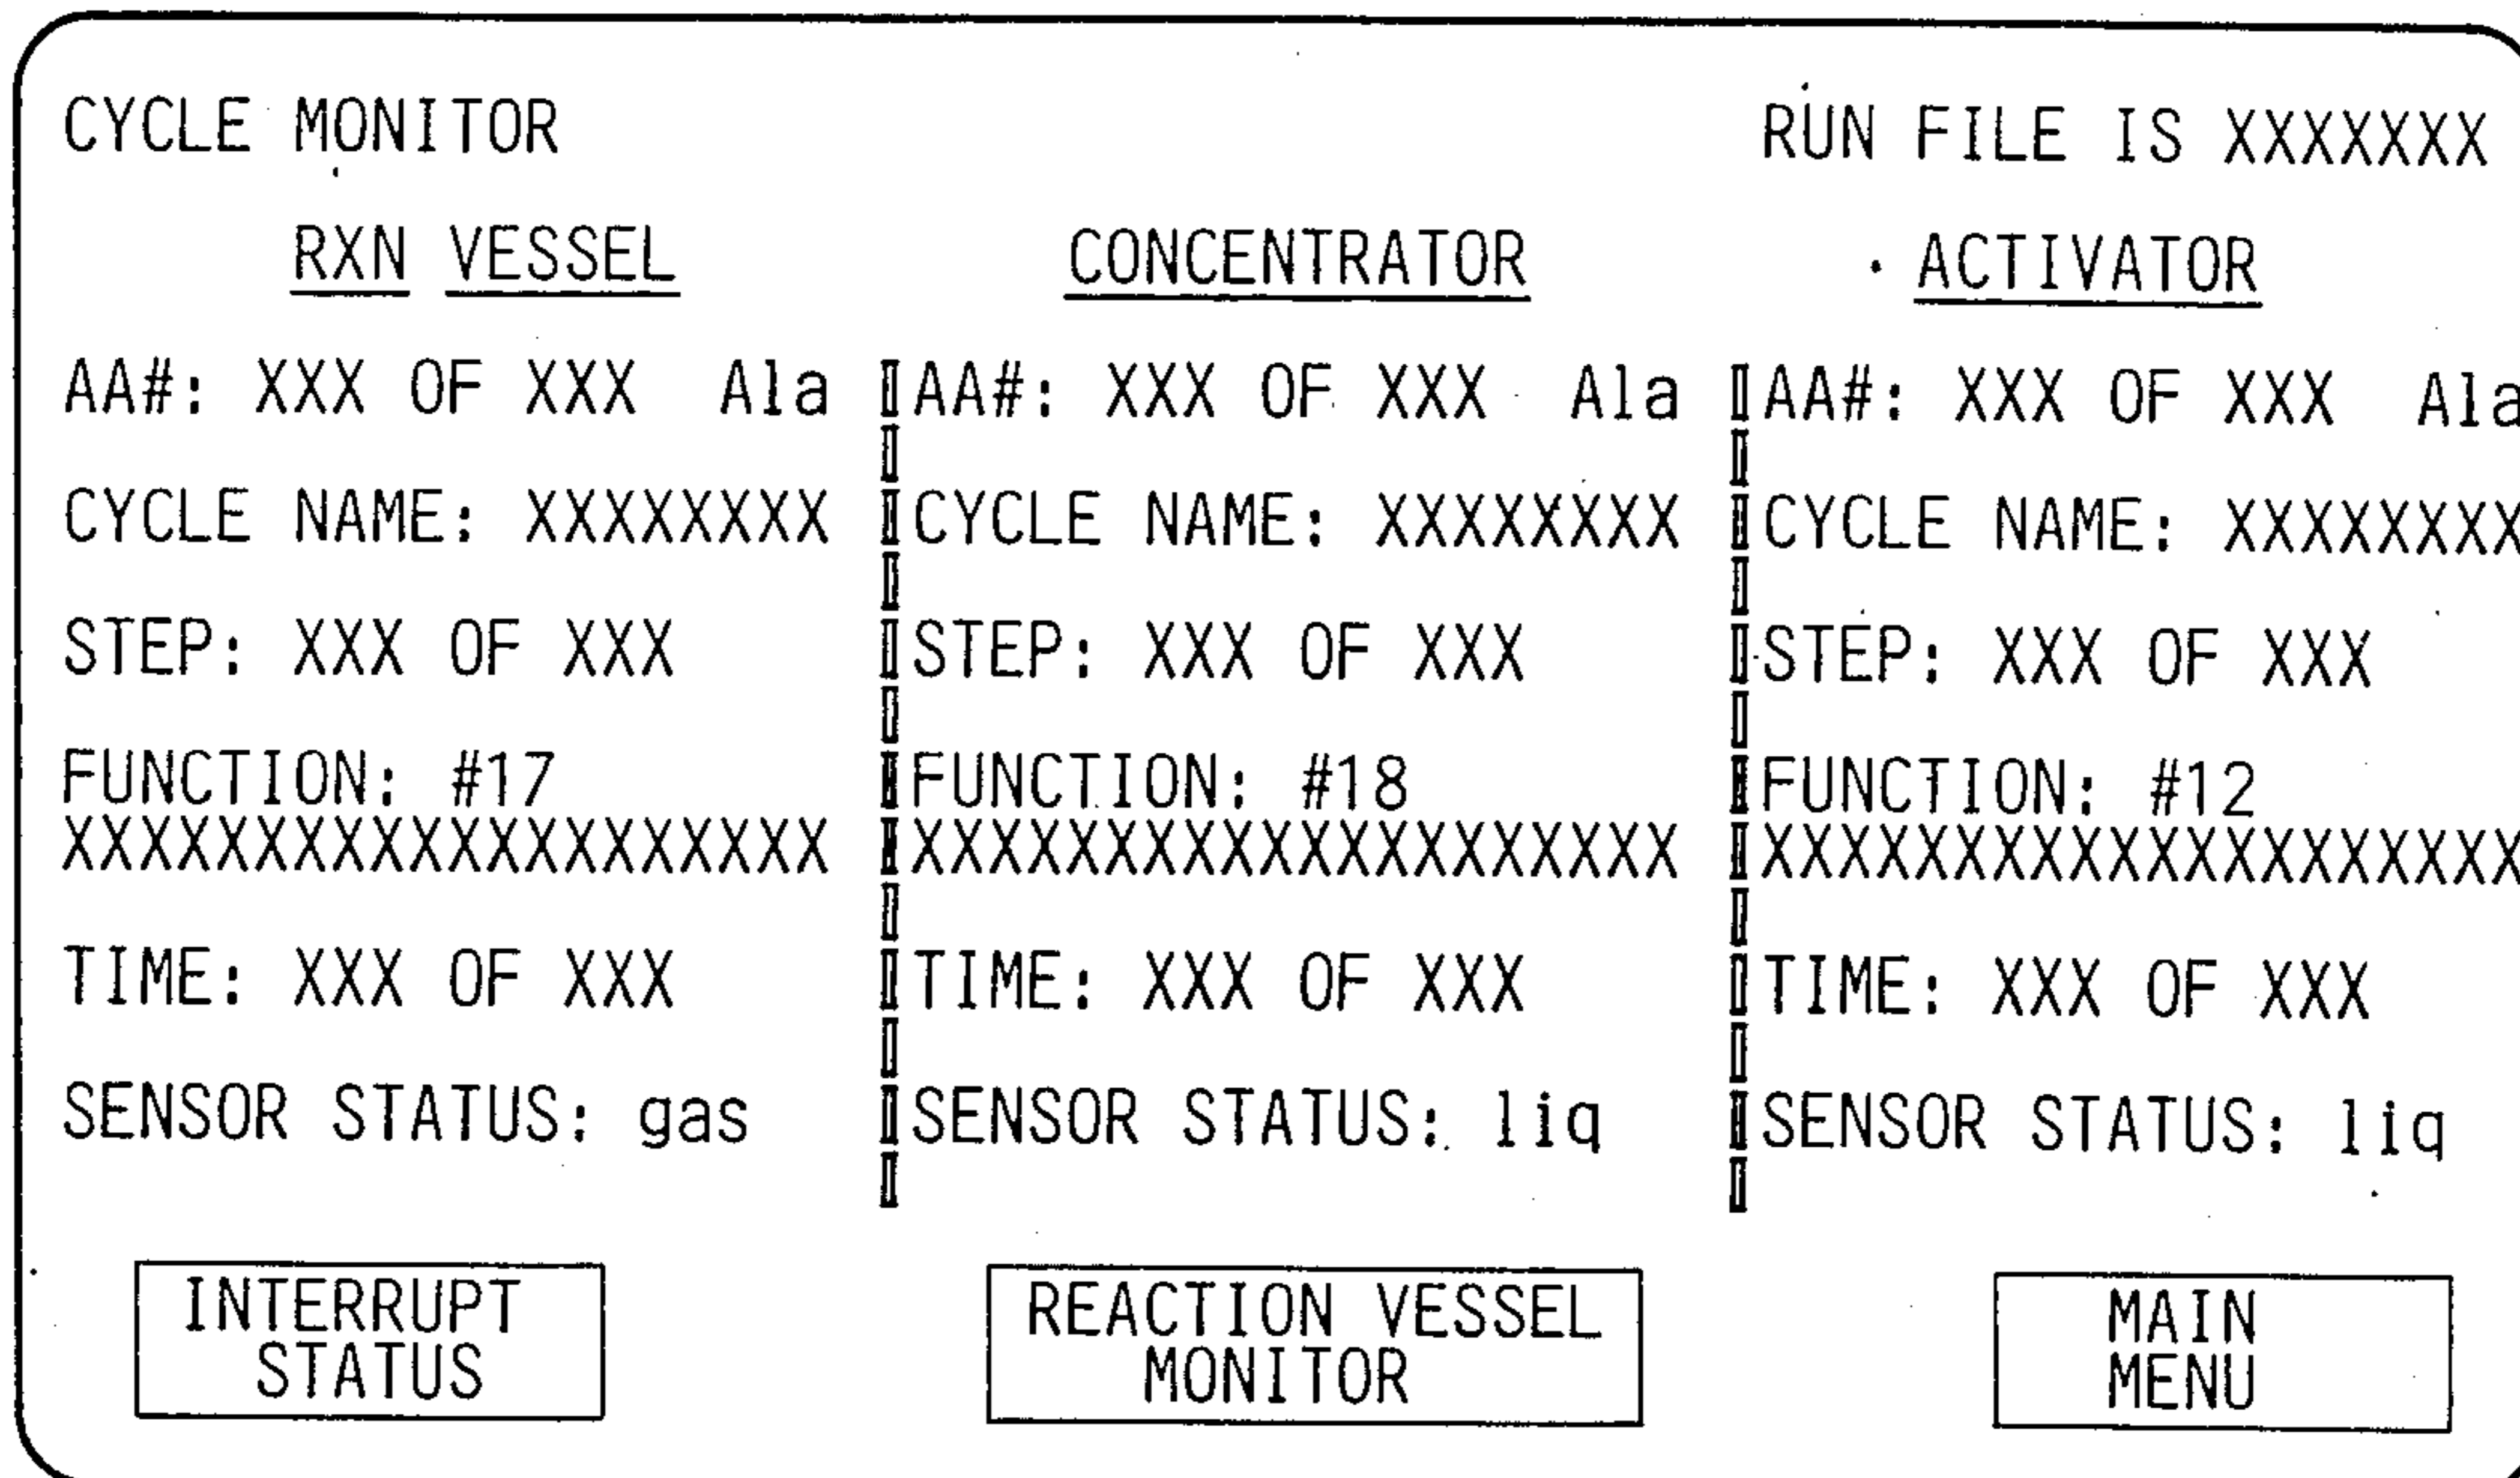 CYCLE MONITOR RUN FILE IS XXXXXXX
RXN VESSEL CONCENTRATOR ACTIVATOR
AA#: XXX OF XXX Ala AA#: XXX OF XXX Ala AA#: XXX OF XXX Ala
CYCLE NAME: XXXXXXXX CYCLE NAME: XXXXXXXX CYCLE NAME: XXXXXXXX
STEP: XXX OF XXX STEP: XXX OF XXX STEP: XXX OF XXX
FUNCTION: #17 FUNCTION: #18 FUNCTION: #12
XXXXXXXXXXXXXXXXXXXX XXXXXXXXXXXXXXXXXXXX XXXXXXXXXXXXXXXXXXXX
TIME: XXX OF XXX TIME: XXX OF XXX TIME: XXX OF XXX
SENSOR STATUS: gas SENSOR STATUS: liq SENSOR STATUS: liq
INTERRUPT STATUS
REACTION VESSEL MONITOR
MAIN MENU